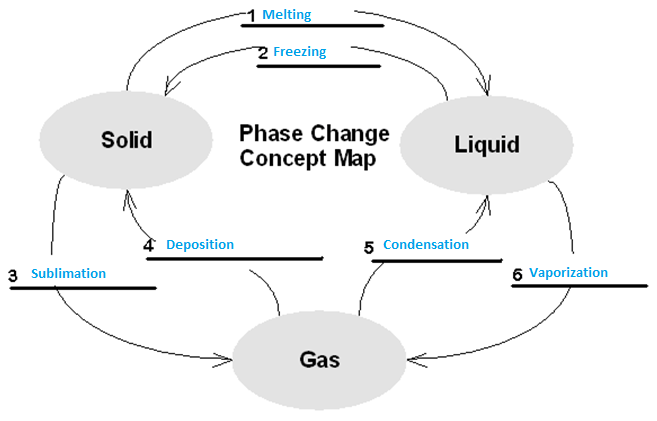 1 Melting
2 Freezing
Solid
Phase Change
Concept Map
Liquid
4 Deposition
5 Condensation
3 Sublimation
6 Vaporization
Gas